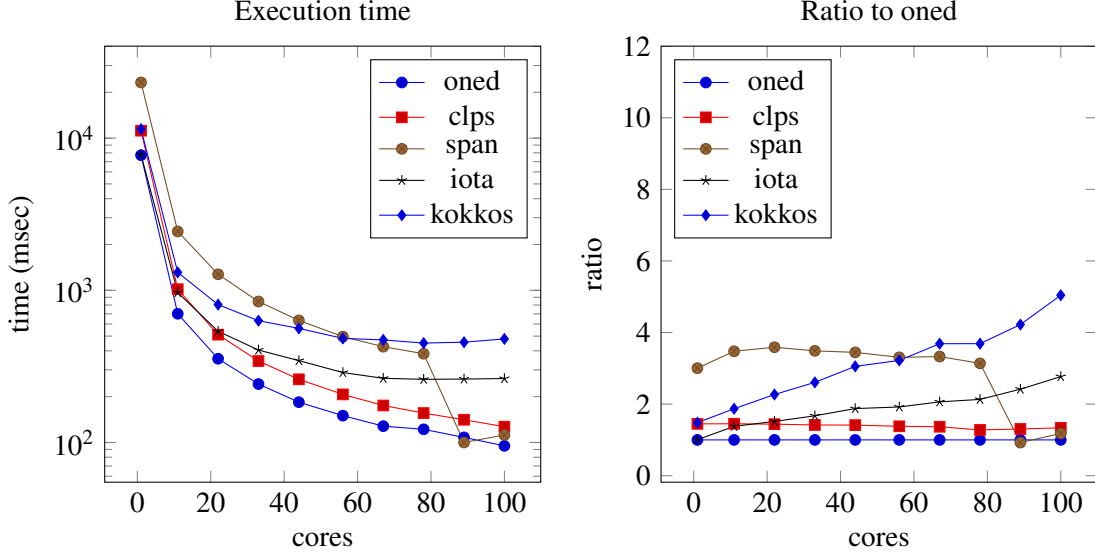 Execution time
10^4
10^3
10^2
time (msec)
oned
clps
span
iota
kokkos
0 20 40 60 80 100
cores
Ratio to oned
12
10
8
6
4
2
0
ratio
oned
clps
span
iota
kokkos
0 20 40 60 80 100
cores